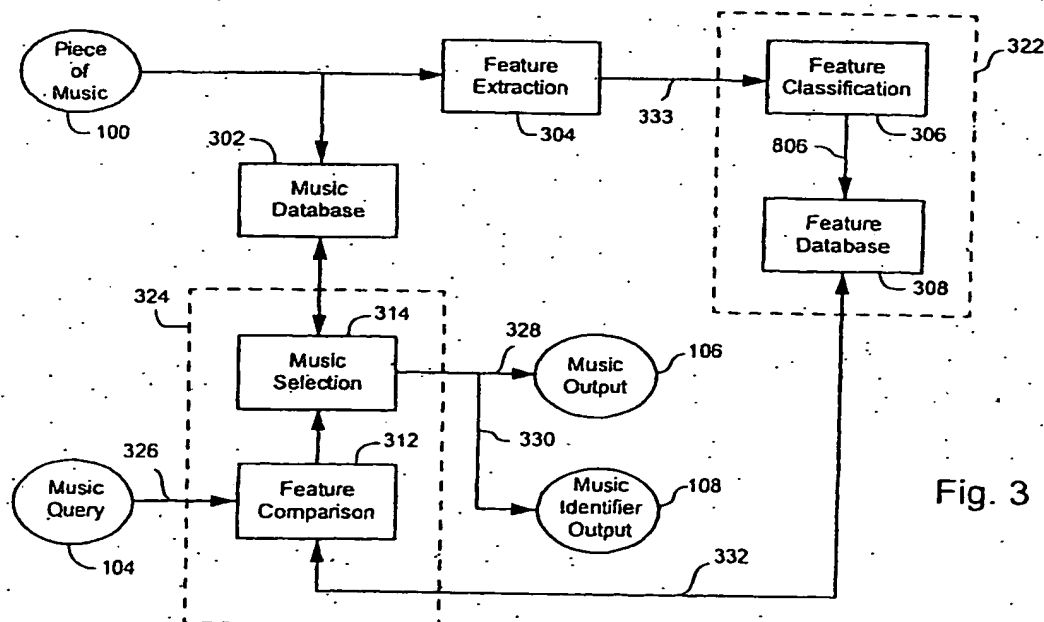 Piece
of
Music
100
Feature
Extraction
304
333
Feature
Classification
306
322
806
Feature
Database
308
302
Music
Database
324
314
Music
Selection
328
Music
Output
106
330
312
Feature
Comparison
326
Music
Query
104
Music
Identifier
Output
108
332
Fig. 3